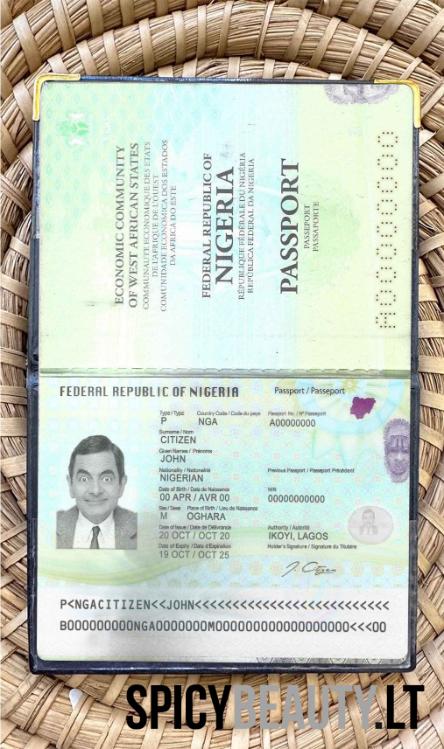 ECONOMIC COMMUNITY
OF WEST AFRICAN STATES
COMMUNAUTE ECONOMIQUE DES ETATS
DE L'AFRIQUE DE L'OUEST
COMUNIDADE ECONOMICA DOS ESTADOS
DA AFRICA DO ESTE
FEDERAL REPUBLIC OF
NIGERIA
RÉPUBLIQUE FÉDÉRALE DU NIGÉRIA
REPÚBLICA FEDERAL DA NIGERIA
PASSPORT
PASSEPORT
PASSAPORTE
A00000000
FEDERAL REPUBLIC OF NIGERIA Passport / Passeport
Type / Type Country Code / Code du pays Passport No. / Nº Passeport
P NGA A00000000
Surname / Nom
CITIZEN
Given Names / Prénoms
JOHN
Nationality / Nationalité Previous Passport / Passport Précédent
NIGERIAN
Date of Birth / Date de Naissance
00 APR / AVR 00 00000000000
Sex / Sexe Place of Birth / Lieu de Naissance
M OGHARA
Date of Issue / Date de Délivrance Authority / Autorité
20 OCT / OCT 20 IKOYI, LAGOS
Date of Expiry / Date d'Expiration Holder's Signature / Signature du Titulaire
19 OCT / OCT 25
J. Citizen
P<NGACITIZEN<<JOHN<<<<<<<<<<<<<<<<<<<<<<<<<<
B000000000NGA0000000M000000000000000000<<<00
SPICYBEAUTY.LT